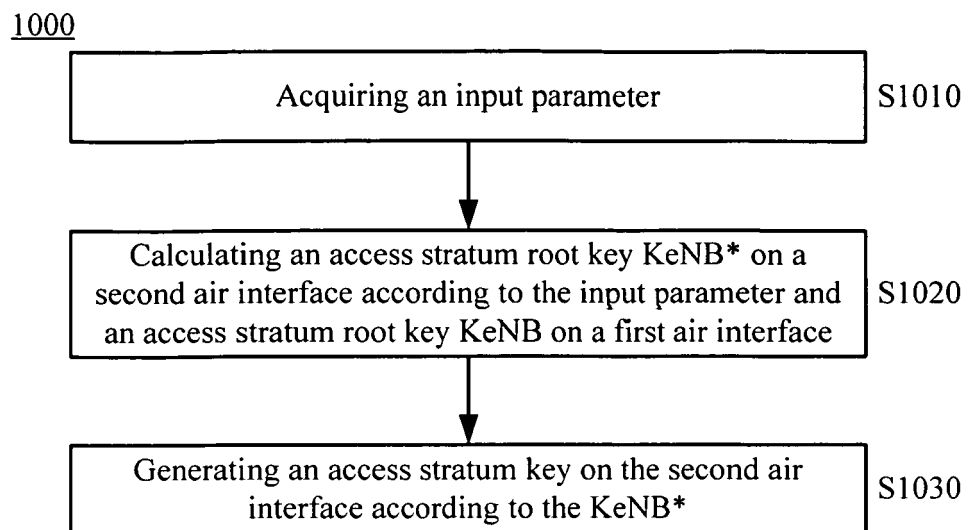 1000
Acquiring an input parameter
S1010
Calculating an access stratum root key KeNB* on a
second air interface according to the input parameter and
an access stratum root key KeNB on a first air interface
S1020
Generating an access stratum key on the second air
interface according to the KeNB*
S1030